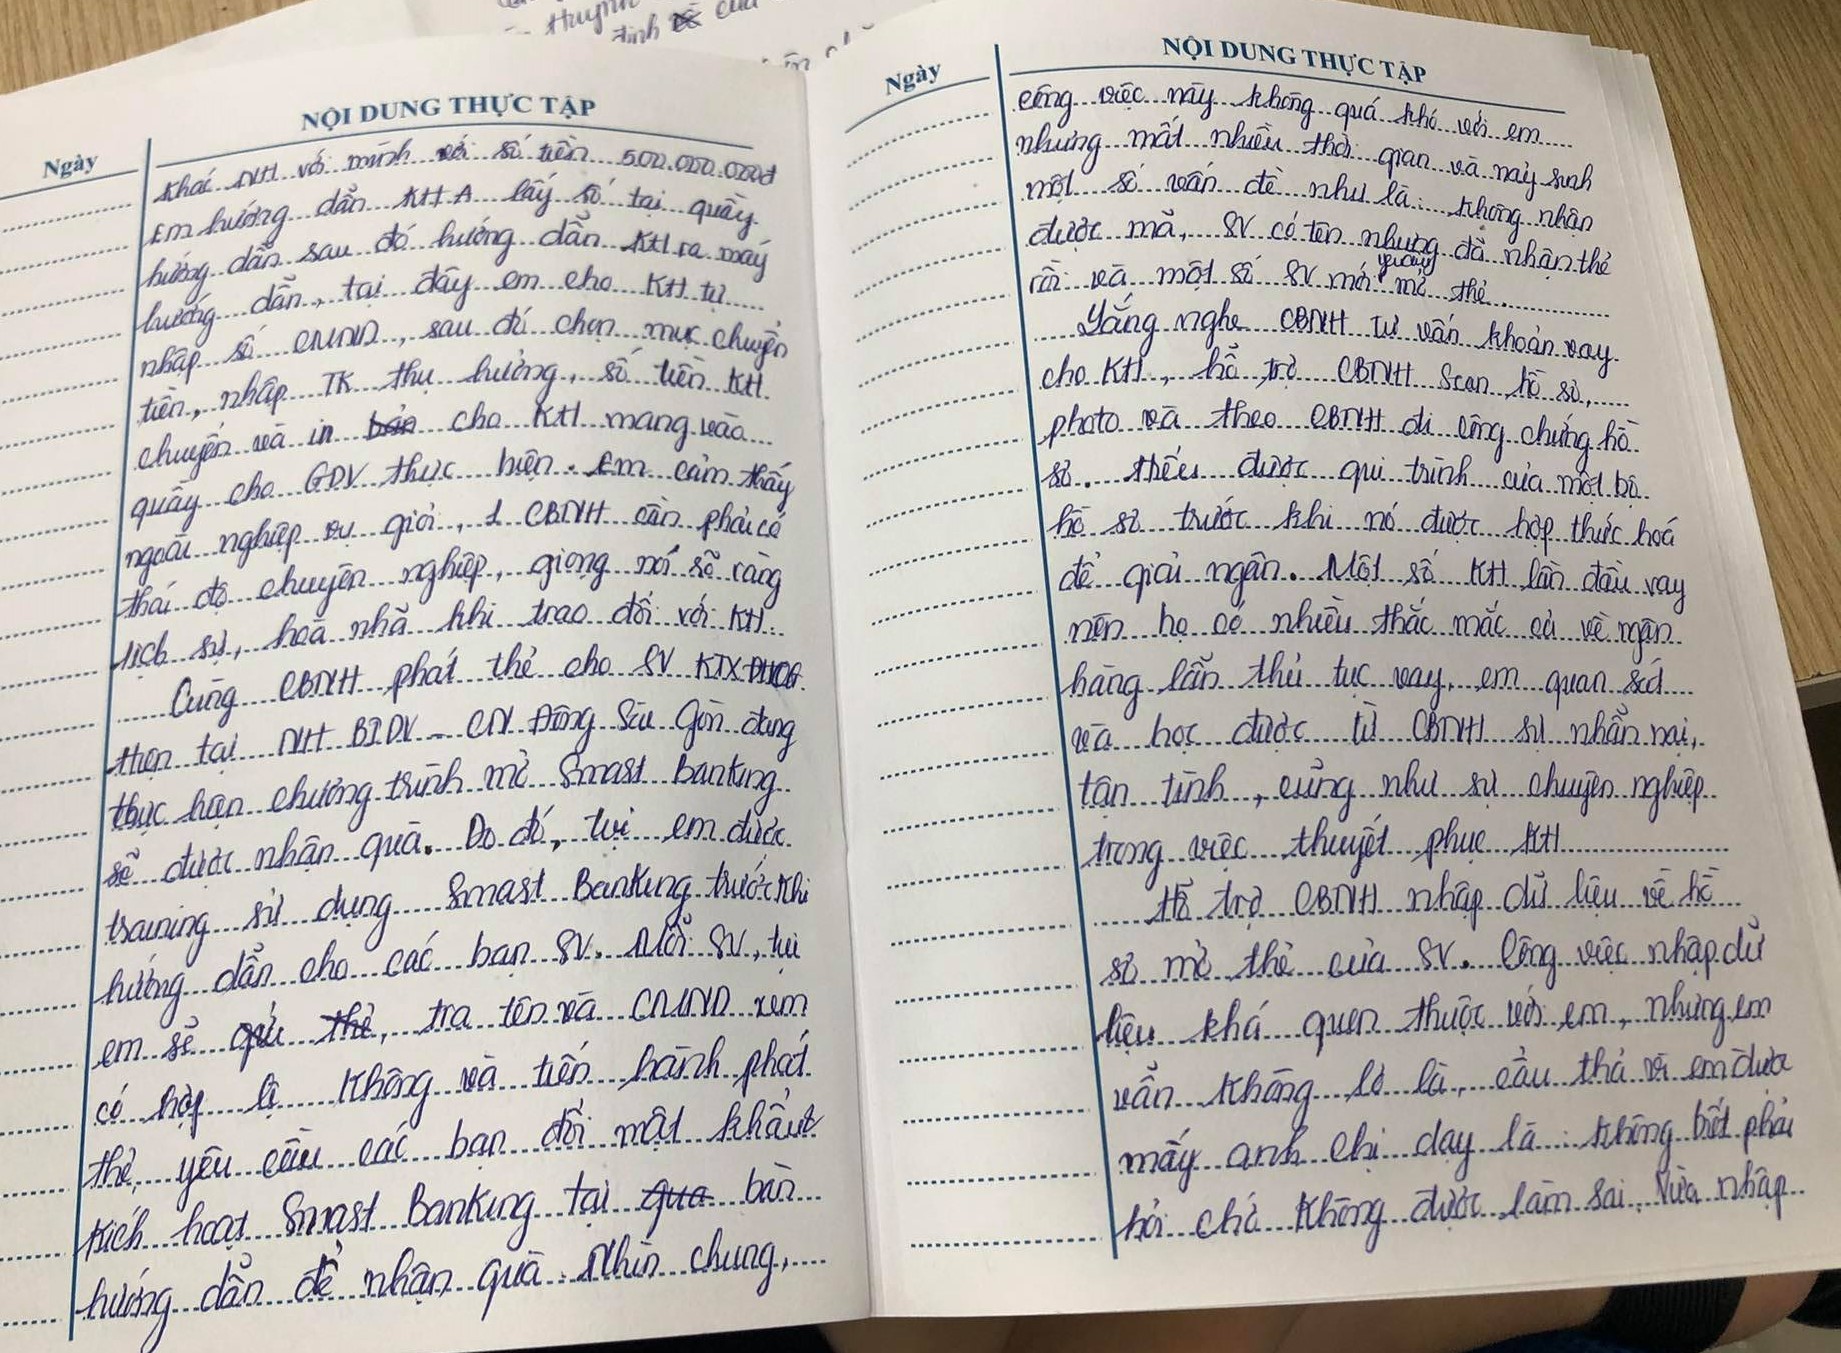 Huỳnh
định của
NỘI DUNG THỰC TẬP
Ngày
khác NH với mình với số tiền 500.000.000đ
Em hướng dẫn KH A lấy số tại quầy
hướng dẫn sau đó hướng dẫn KH ra máy
hướng dẫn, tại đây em cho KH tự
nhập số CMND, sau đó chọn mục chuyển
tiền, nhập TK thụ hưởng, số tiền KH
chuyển và in bản cho KH mang vào
quầy cho GDV thực hiện. Em cảm thấy
ngoài nghiệp vụ giỏi, 1 CBNH cần phải có
thái độ chuyên nghiệp, giọng nói rõ ràng
lịch sự, hoà nhã khi trao đổi với KH.
Cùng CBNH phát thẻ cho SV KTX ĐHQG.
Hiện tại NH BIDV - CN Đông Sài Gòn đang
thực hiện chương trình mở Smast Banking
sẽ được nhận quà. Do đó, tụi em được
training sử dụng Smast Banking trước khi
hướng dẫn cho các bạn SV. Mỗi SV, tụi
em sẽ thẻ, tra tên và CMND xem
có hợp lệ không và tiến hành phát
thẻ, yêu cầu các bạn đổi mật khẩu
kích hoạt Smast Banking tại qua bàn
hướng dẫn để nhận quà. Nhìn chung,
NỘI DUNG THỰC TẬP
Ngày
công việc này không quá khó với em
nhưng mất nhiều thời gian và nảy sinh
một số vấn đề như là: không nhận
được mã, SV có tên nhưng đã nhận thẻ
rồi và một số SV mới mở thẻ.
Lắng nghe CBNH tư vấn khoản vay
cho KH, hỗ trợ CBNH Scan hồ sơ,
photo và theo CBNH đi công chứng hồ
sơ. Hiểu được qui trình của một bộ
hồ sơ trước khi nó được hợp thức hoá
để giải ngân. Một số KH lần đầu vay
nên họ có nhiều thắc mắc cả về ngân
hàng lẫn thủ tục vay, em quan sát
và học được từ CBNH sự nhẫn nại,
tận tình, cũng như sự chuyên nghiệp
trong việc thuyết phục KH
Hỗ trợ CBNH nhập dữ liệu về hồ
sơ mở thẻ của SV. Công việc nhập dữ
liệu khá quen thuộc với em, nhưng em
vẫn không lơ là, cẩu thả vì em được
mấy anh chị dạy là: không biết phải
hỏi chứ không được làm sai. Vừa nhập